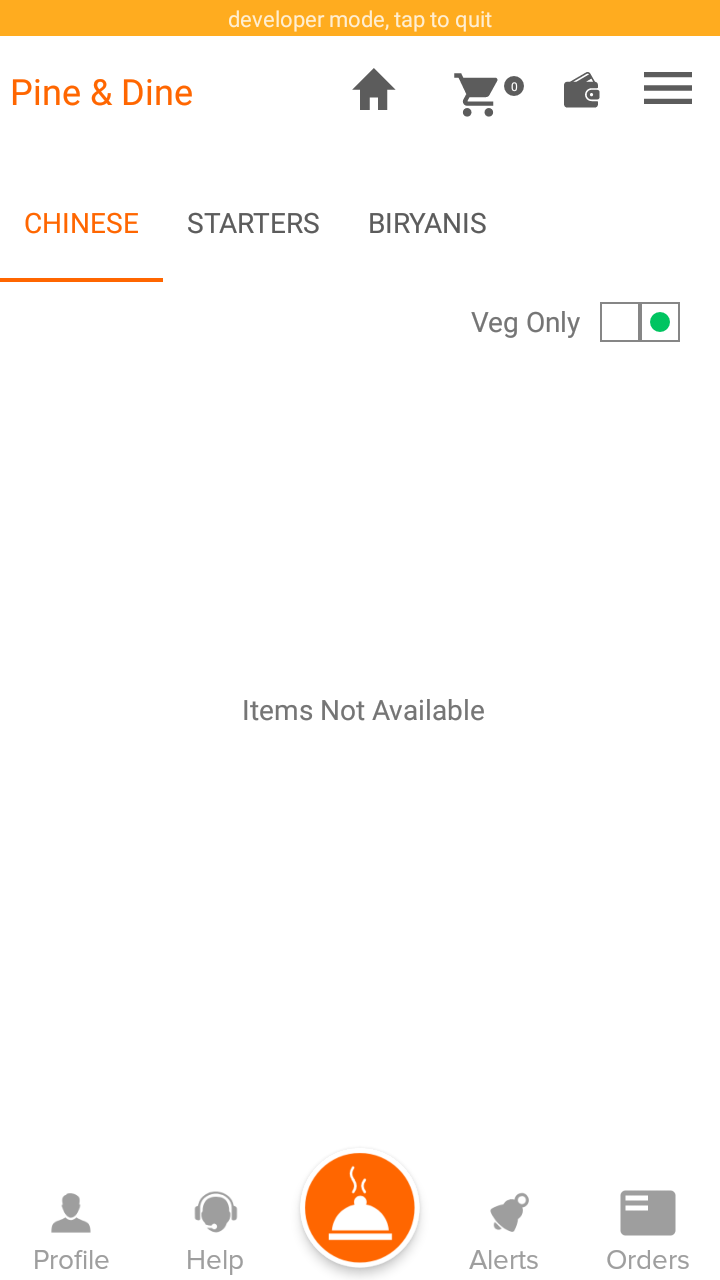 developer mode, tap to quit
Pine & Dine
0
CHINESE STARTERS BIRYANIS
Veg Only
Items Not Available
Profile Help Alerts Orders